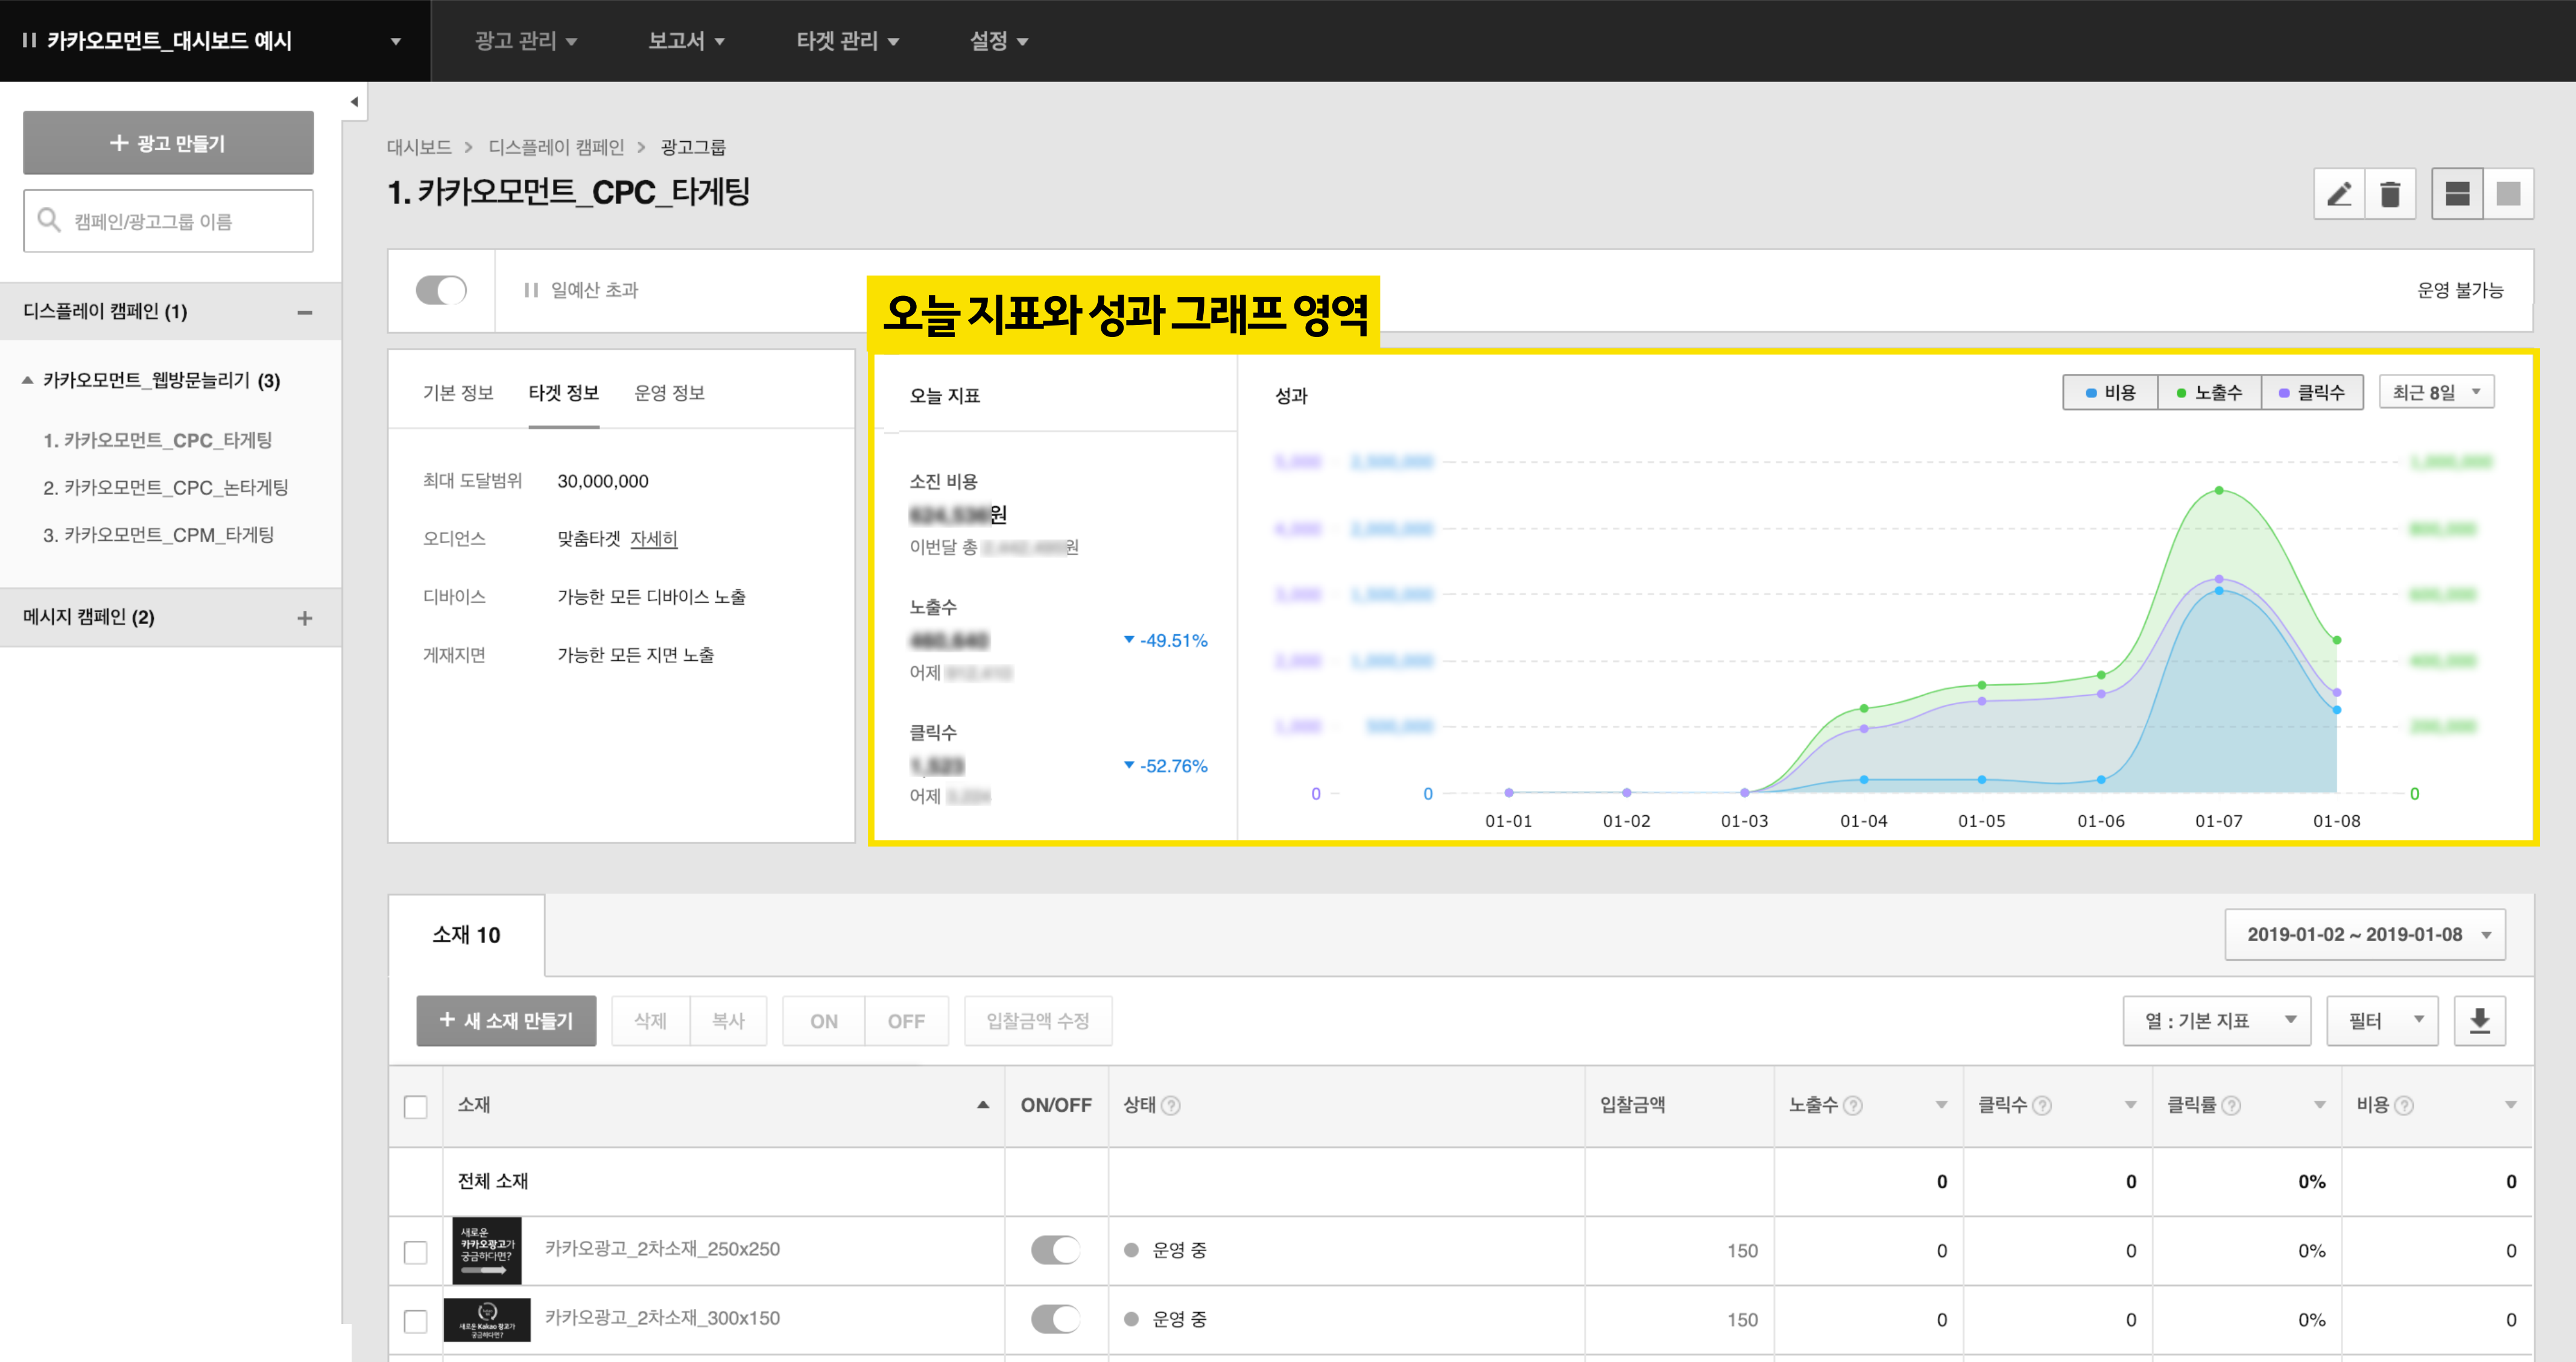 카카오모먼트_대시보드 예시
광고 관리
보고서
타겟 관리
설정
+ 광고 만들기
캠페인/광고그룹 이름
디스플레이 캠페인 (1)
카카오모먼트_웹방문늘리기 (3)
1. 카카오모먼트_CPC_타게팅
2. 카카오모먼트_CPC_논타게팅
3. 카카오모먼트_CPM_타게팅
메시지 캠페인 (2)
대시보드 > 디스플레이 캠페인 > 광고그룹
1. 카카오모먼트_CPC_타게팅
일예산 초과
운영 불가능
오늘 지표와 성과 그래프 영역
기본 정보 타겟 정보 운영 정보
최대 도달범위 30,000,000
오디언스 맞춤타겟 자세히
디바이스 가능한 모든 디바이스 노출
게재지면 가능한 모든 지면 노출
오늘 지표
소진 비용
원
이번달 총 원
노출수
-49.51%
어제
클릭수
-52.76%
어제
성과
비용 노출수 클릭수 최근 8일
0 0 0
01-01 01-02 01-03 01-04 01-05 01-06 01-07 01-08
소재 10
2019-01-02 ~ 2019-01-08
+ 새 소재 만들기 삭제 복사 ON OFF 입찰금액 수정 열 : 기본 지표 필터
소재 ON/OFF 상태 ? 입찰금액 노출수 ? 클릭수 ? 클릭률 ? 비용 ?
전체 소재 0 0 0% 0
새로운
카카오광고가
궁금하다면?
카카오광고_2차소재_250x250 운영 중 150 0 0 0% 0
새로운 Kakao 광고가
궁금하다면?
카카오광고_2차소재_300x150 운영 중 150 0 0 0% 0